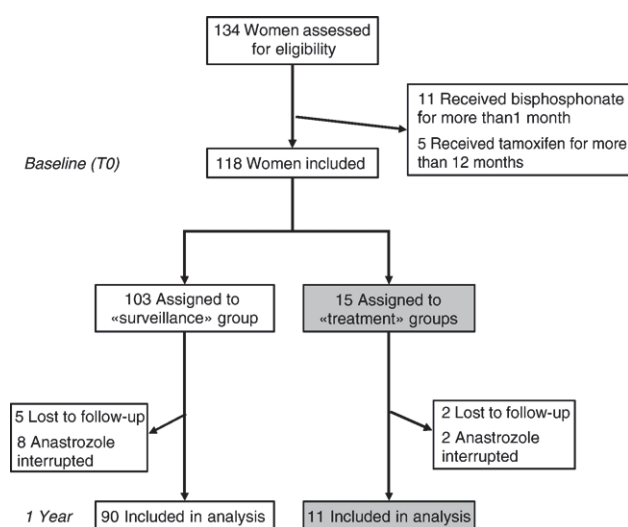 134 Women assessed
for eligibility
11 Received bisphosphonate
for more than1 month
5 Received tamoxifen for more
than 12 months
Baseline (T0)
118 Women included
103 Assigned to
«surveillance» group
15 Assigned to
«treatment» groups
5 Lost to follow-up
8 Anastrozole
interrupted
2 Lost to follow-up
2 Anastrozole
interrupted
1 Year
90 Included in analysis
11 Included in analysis